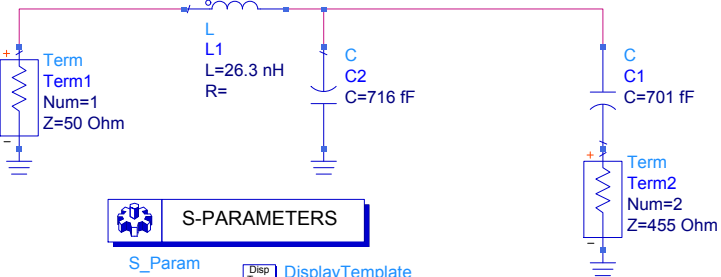 Term
Term1
Num=1
Z=50 Ohm
L
L1
L=26.3 nH
R=
C
C2
C=716 fF
C
C1
C=701 fF
Term
Term2
Num=2
Z=455 Ohm
S-PARAMETERS
S_Param
Disp
DisplayTemplate